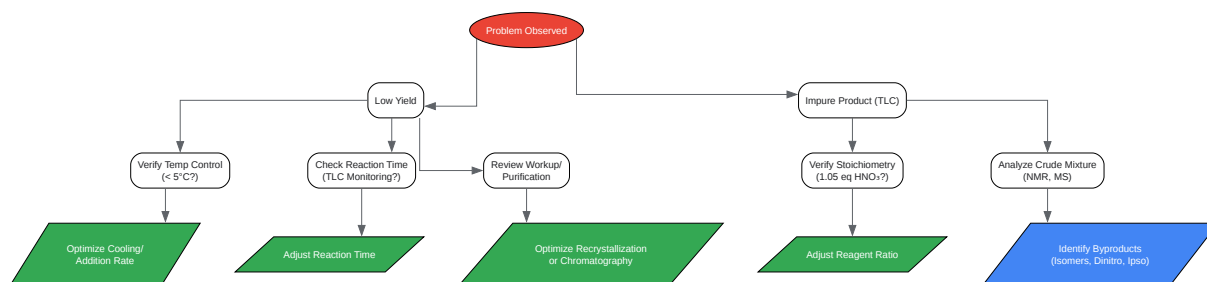 Problem Observed
Low Yield
Impure Product (TLC)
Verify Temp Control
(< 5°C?)
Check Reaction Time
(TLC Monitoring?)
Review Workup/
Purification
Verify Stoichiometry
(1.05 eq HNO₃?)
Analyze Crude Mixture
(NMR, MS)
Optimize Cooling/
Addition Rate
Adjust Reaction Time
Optimize Recrystallization
or Chromatography
Adjust Reagent Ratio
Identify Byproducts
(Isomers, Dinitro, Ipso)